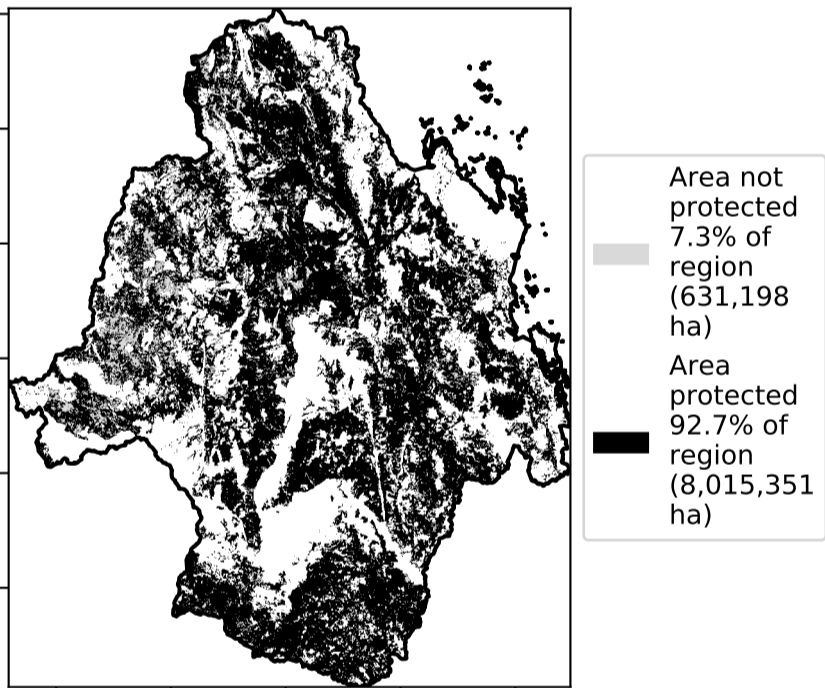 Area not
protected
7.3% of
region
(631,198
ha)
Area
protected
92.7% of
region
(8,015,351
ha)